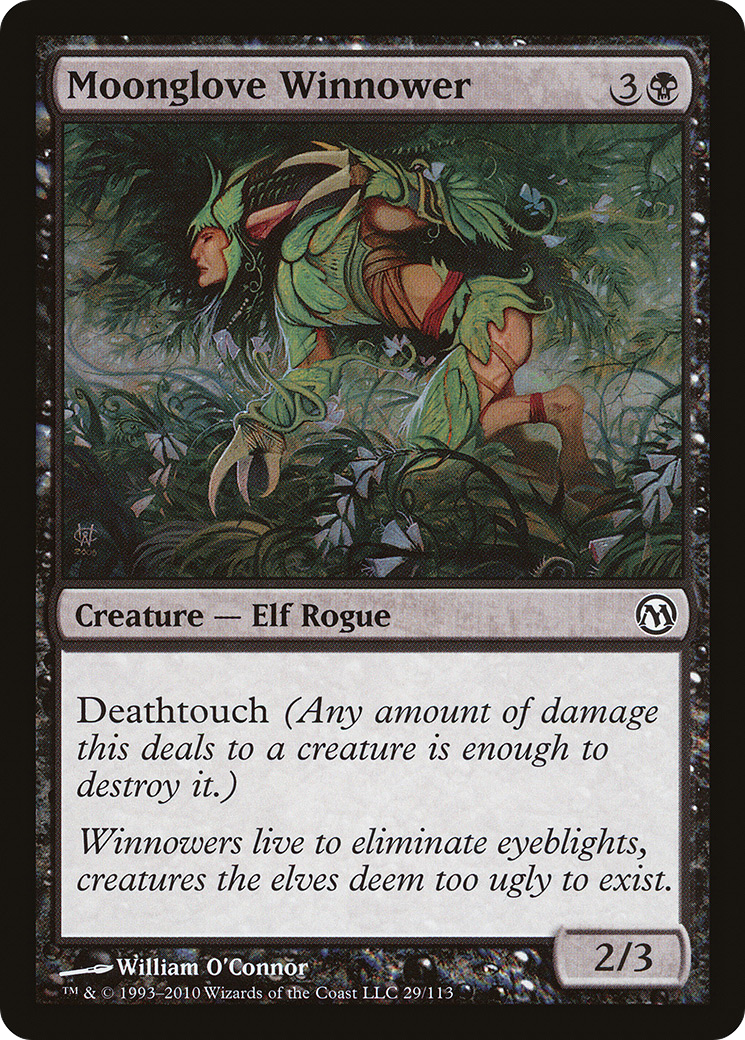 Moonglove Winnower 3
2006
Creature — Elf Rogue M
Deathtouch (Any amount of damage
this deals to a creature is enough to
destroy it.)
Winnowers live to eliminate eyeblights,
creatures the elves deem too ugly to exist.
2/3
William O'Connor
™ & © 1993–2010 Wizards of the Coast LLC 29/113